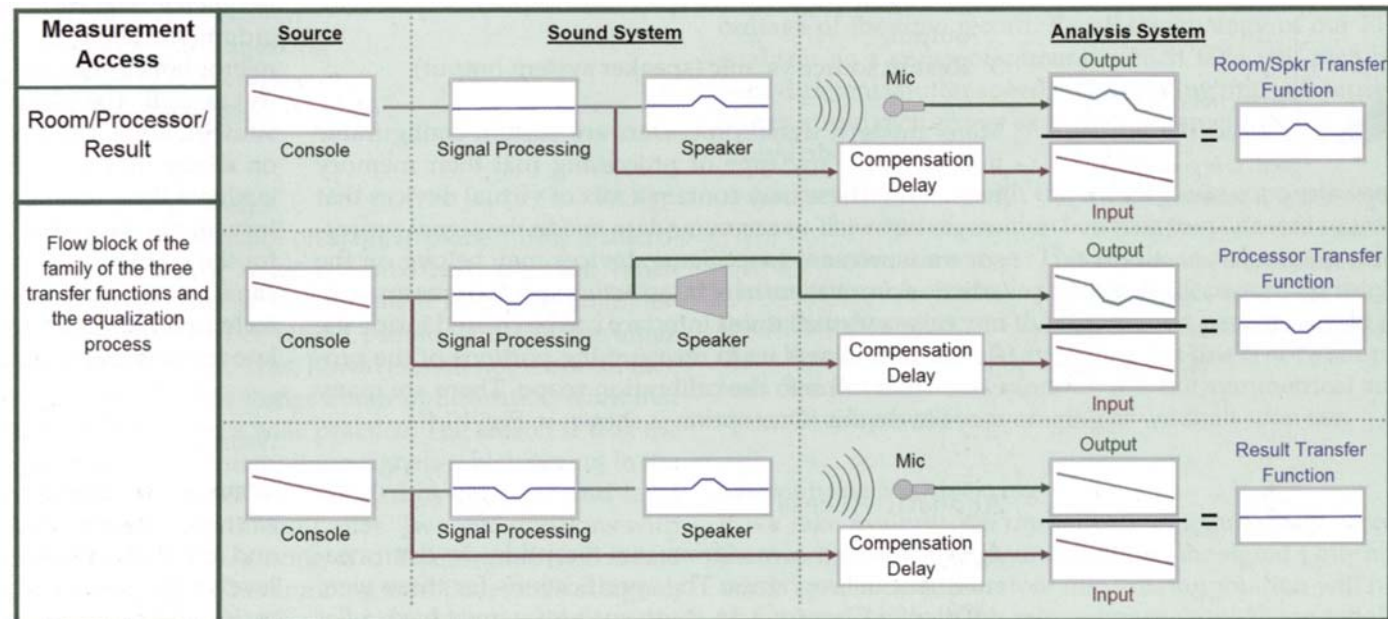 Measurement
Access
Room/Processor/
Result
Flow block of the
family of the three
transfer functions and
the equalization
process
Source
Sound System
Analysis System
Console
Signal Processing
Speaker
Mic
Compensation
Delay
Output
Input
=
Room/Spkr Transfer
Function
Console
Signal Processing
Speaker
Compensation
Delay
Output
Input
=
Processor Transfer
Function
Console
Signal Processing
Speaker
Mic
Compensation
Delay
Output
Input
=
Result Transfer
Function